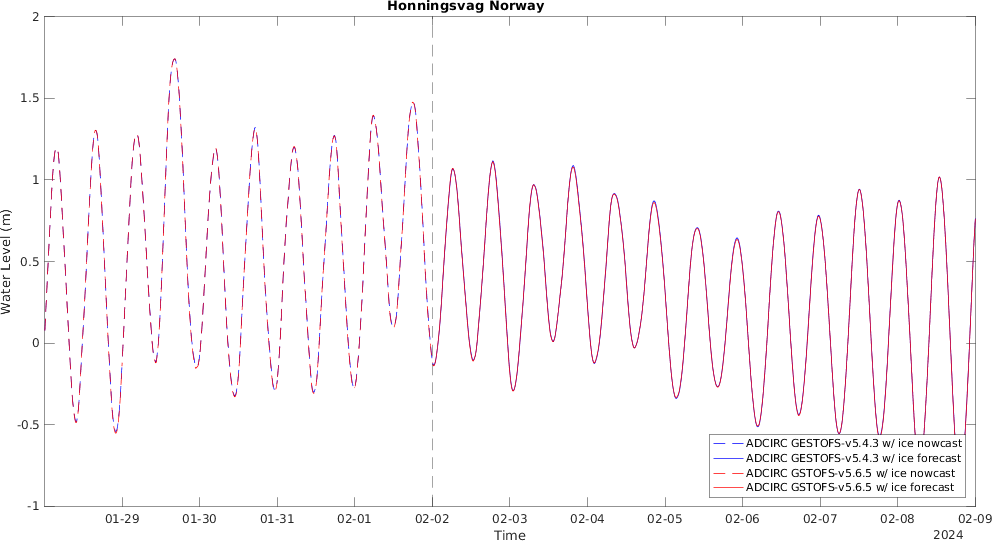 Honningsvag Norway
2
1.5
1
0.5
0
-0.5
-1
Water Level (m)
ADCIRC GESTOFS-v5.4.3 w/ ice nowcast
ADCIRC GESTOFS-v5.4.3 w/ ice forecast
ADCIRC GSTOFS-v5.6.5 w/ ice nowcast
ADCIRC GSTOFS-v5.6.5 w/ ice forecast
01-29 01-30 01-31 02-01 02-02 02-03 02-04 02-05 02-06 02-07 02-08 02-09
Time
2024